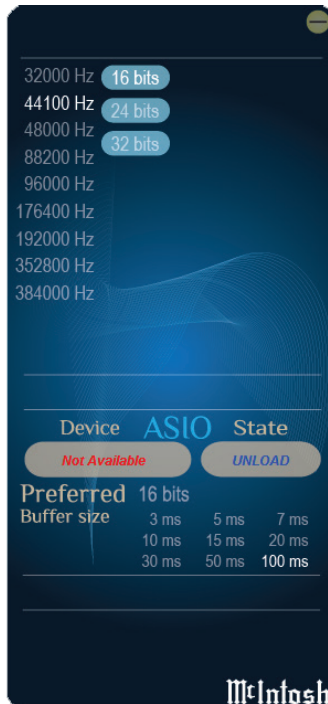 32000 Hz 16 bits
44100 Hz 24 bits
48000 Hz 32 bits
88200 Hz
96000 Hz
176400 Hz
192000 Hz
352800 Hz
384000 Hz
Device ASIO State
Not Available UNLOAD
Preferred 16 bits
Buffer size 3 ms 5 ms 7 ms
10 ms 15 ms 20 ms
30 ms 50 ms 100 ms
McIntosh